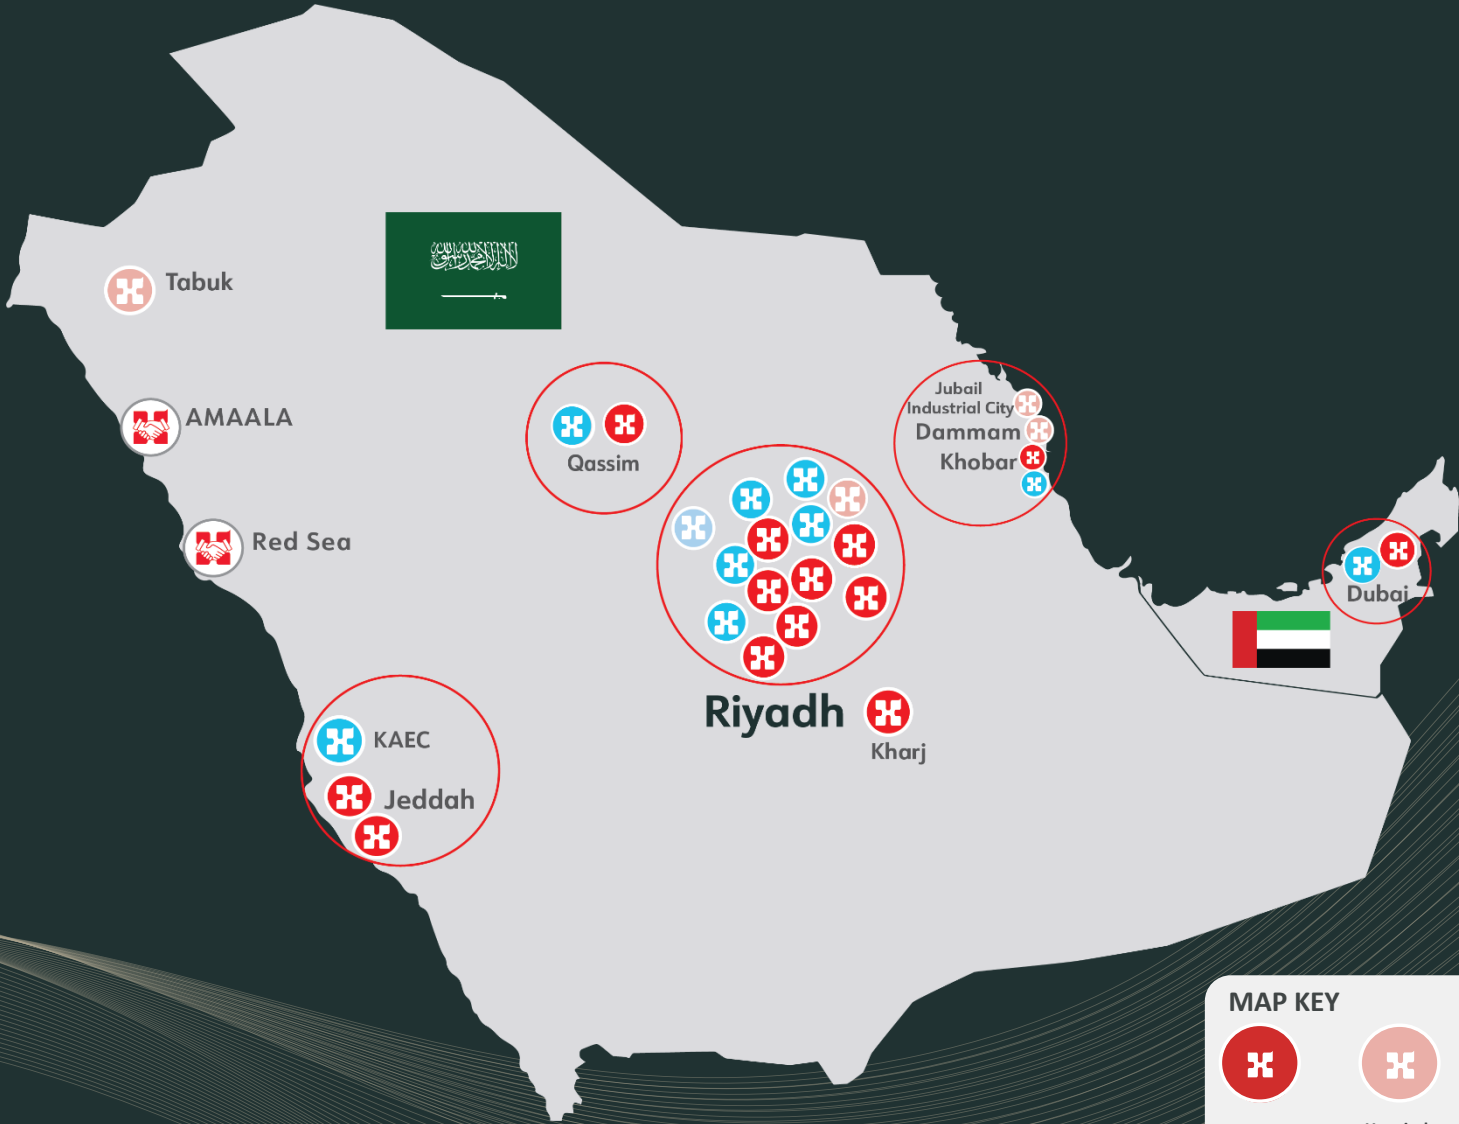 Tabuk
AMAALA
Red Sea
Qassim
Jubail
Industrial City
Dammam
Khobar
Dubai
Riyadh
Kharj
KAEC
Jeddah
MAP KEY